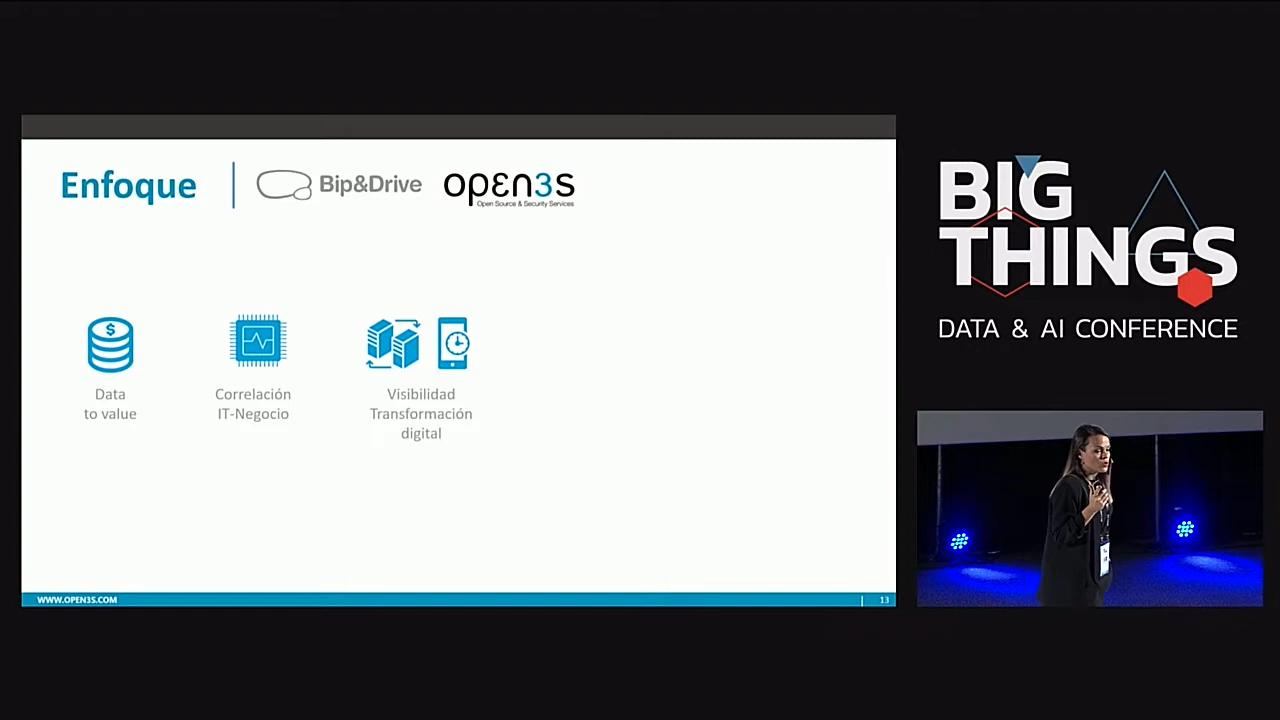 Enfoque
Bip&Drive
open3s
Open Source & Security Services
Data
to value
Correlación
IT-Negocio
Visibilidad
Transformación
digital
WWW.OPEN3S.COM
13
BIG
THINGS
DATA & AI CONFERENCE